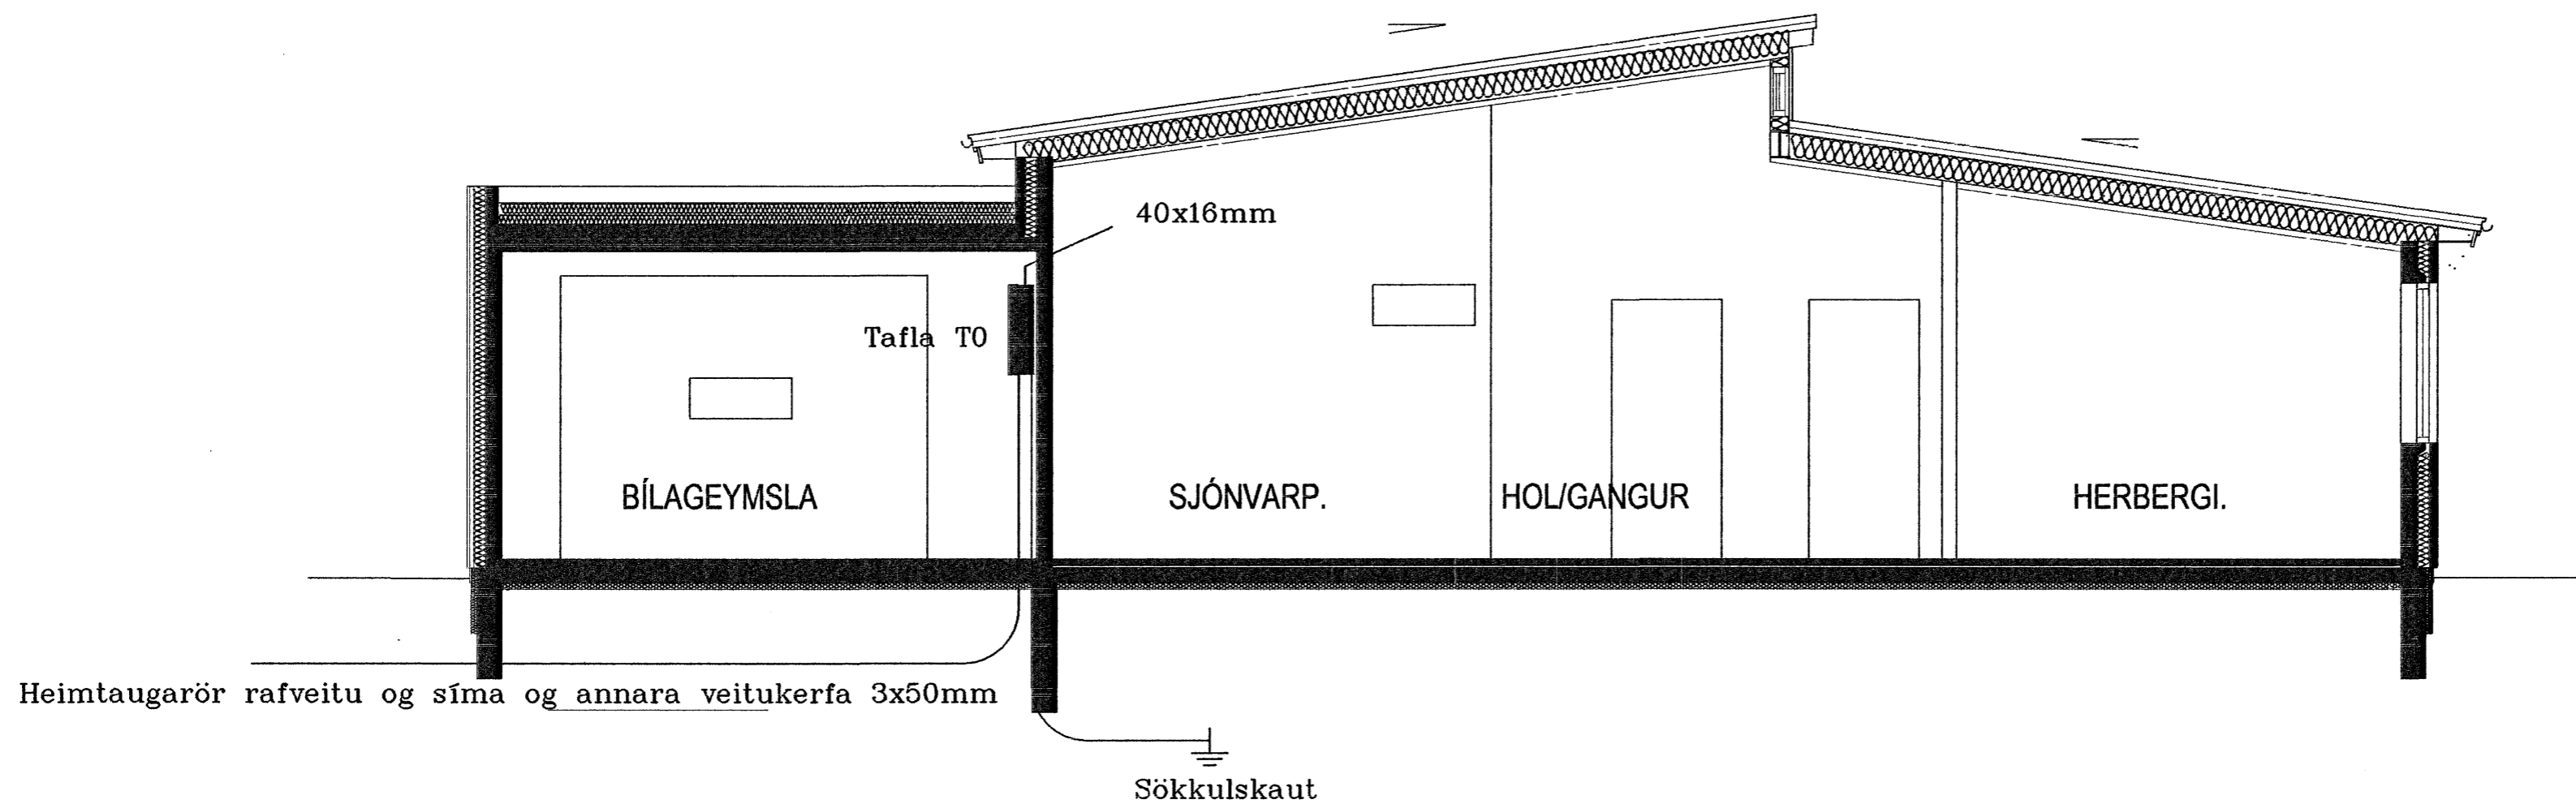 40x16mm
Tafla T0
BÍLAGEYMSLA
SJÓNVARP.
HOL/GANGUR
HERBERGI.
Heimtaugarör rafveitu og síma og annara veitukerfa 3x50mm
Sökkulskaut